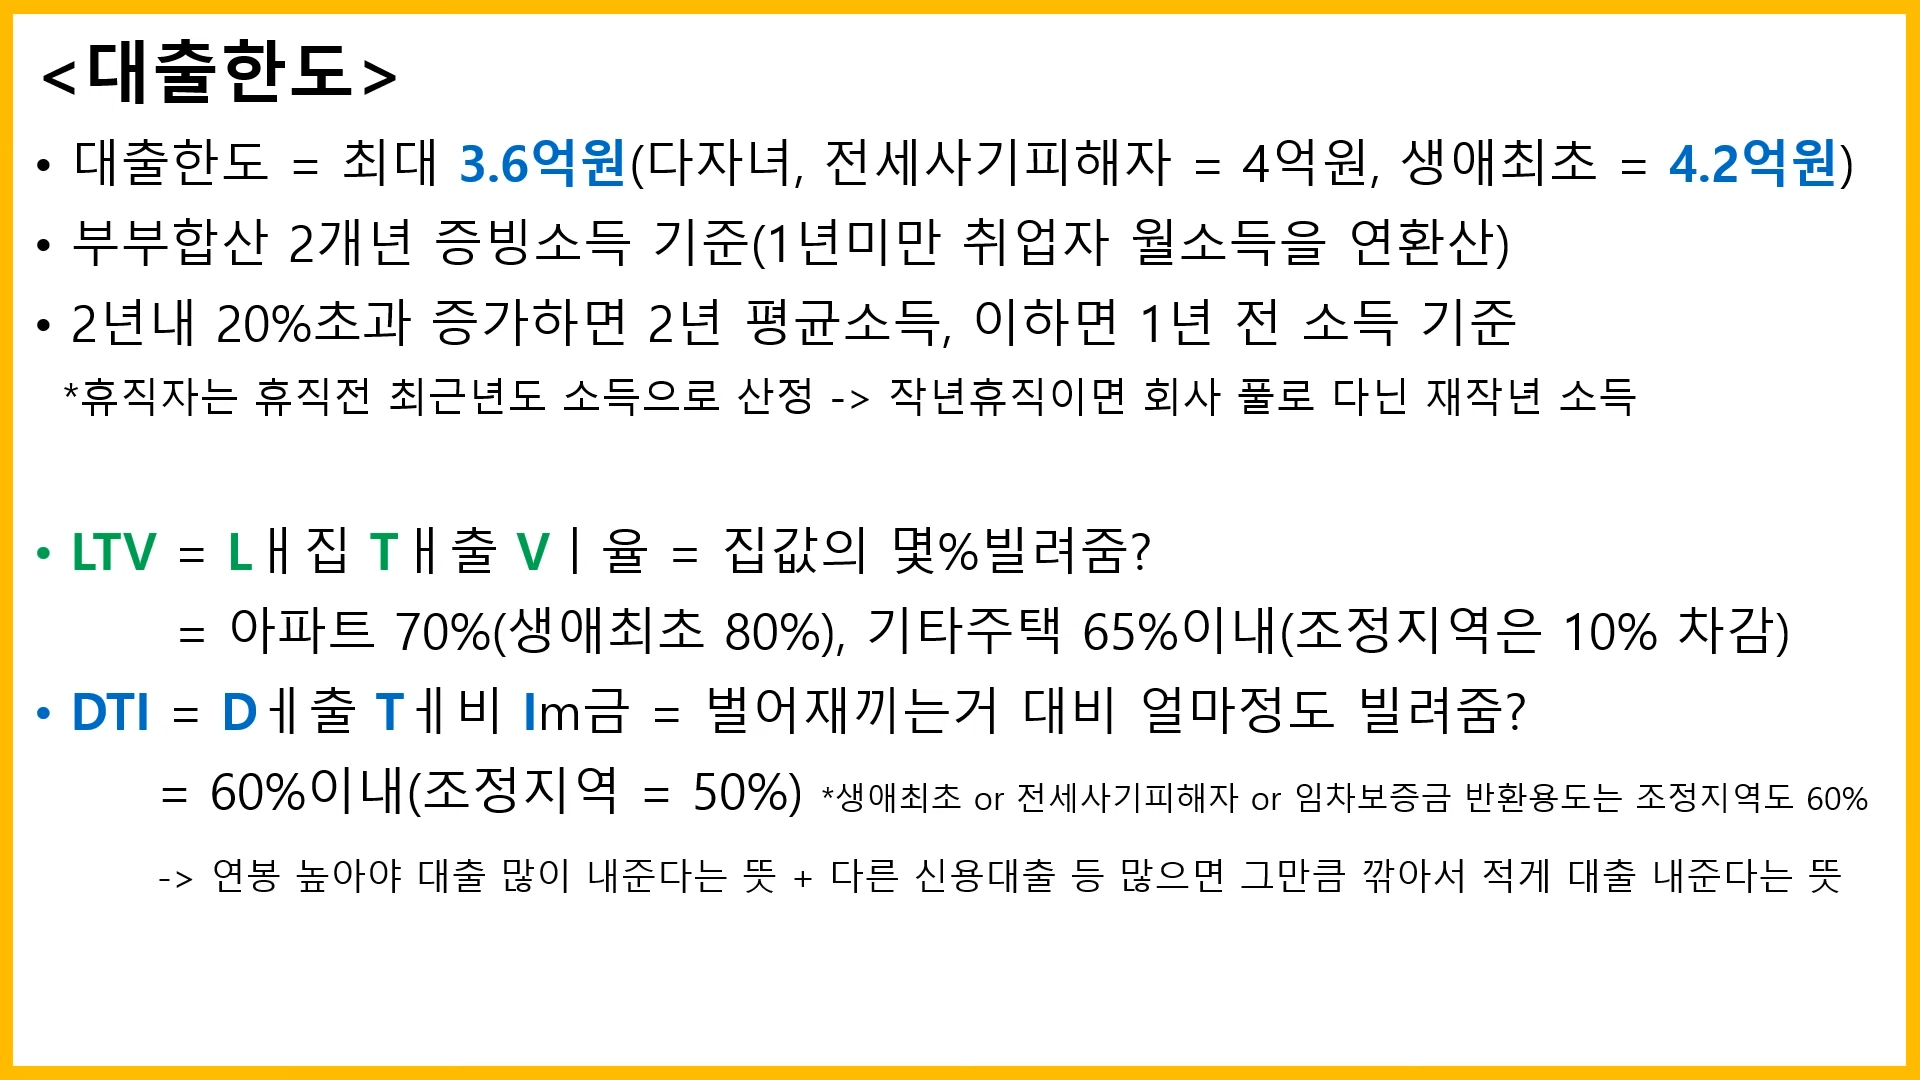 <대출한도>
• 대출한도 = 최대 3.6억원(다자녀, 전세사기피해자 = 4억원, 생애최초 = 4.2억원)
• 부부합산 2개년 증빙소득 기준(1년미만 취업자 월소득을 연환산)
• 2년내 20%초과 증가하면 2년 평균소득, 이하면 1년 전 소득 기준
*휴직자는 휴직전 최근년도 소득으로 산정 -> 작년휴직이면 회사 풀로 다닌 재작년 소득
• LTV = Lㅐ집 Tㅐ출 Vㅣ율 = 집값의 몇%빌려줌?
= 아파트 70%(생애최초 80%), 기타주택 65%이내(조정지역은 10% 차감)
• DTI = Dㅔ출 Tㅔ비 Im금 = 벌어재끼는거 대비 얼마정도 빌려줌?
= 60%이내(조정지역 = 50%) *생애최초 or 전세사기피해자 or 임차보증금 반환용도는 조정지역도 60%
-> 연봉 높아야 대출 많이 내준다는 뜻 + 다른 신용대출 등 많으면 그만큼 깎아서 적게 대출 내준다는 뜻